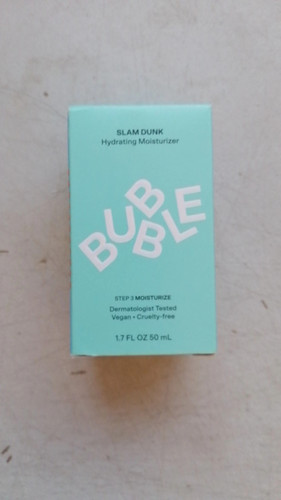 SLAM DUNK
Hydrating Moisturizer
BUBBLE
STEP 3 MOISTURIZE
Dermatologist Tested
Vegan • Cruelty-free
1.7 FL OZ 50 mL